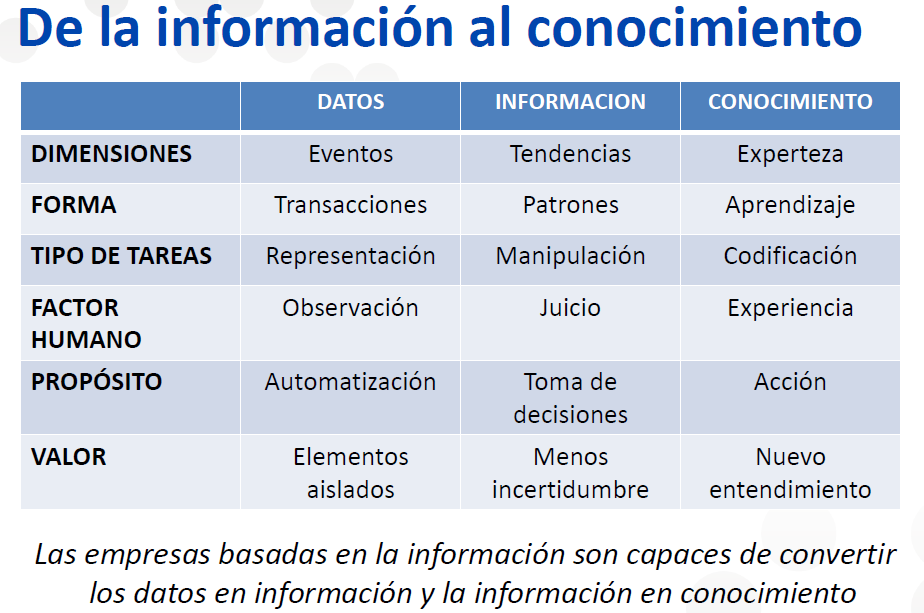 De la información al conocimiento
DATOS INFORMACION CONOCIMIENTO
DIMENSIONES Eventos Tendencias Experteza
FORMA Transacciones Patrones Aprendizaje
TIPO DE TAREAS Representación Manipulación Codificación
FACTOR Observación Juicio Experiencia
HUMANO
PROPÓSITO Automatización Toma de Acción
decisiones
VALOR Elementos Menos Nuevo
aislados incertidumbre entendimiento
Las empresas basadas en la información son capaces de convertir
los datos en información y la información en conocimiento